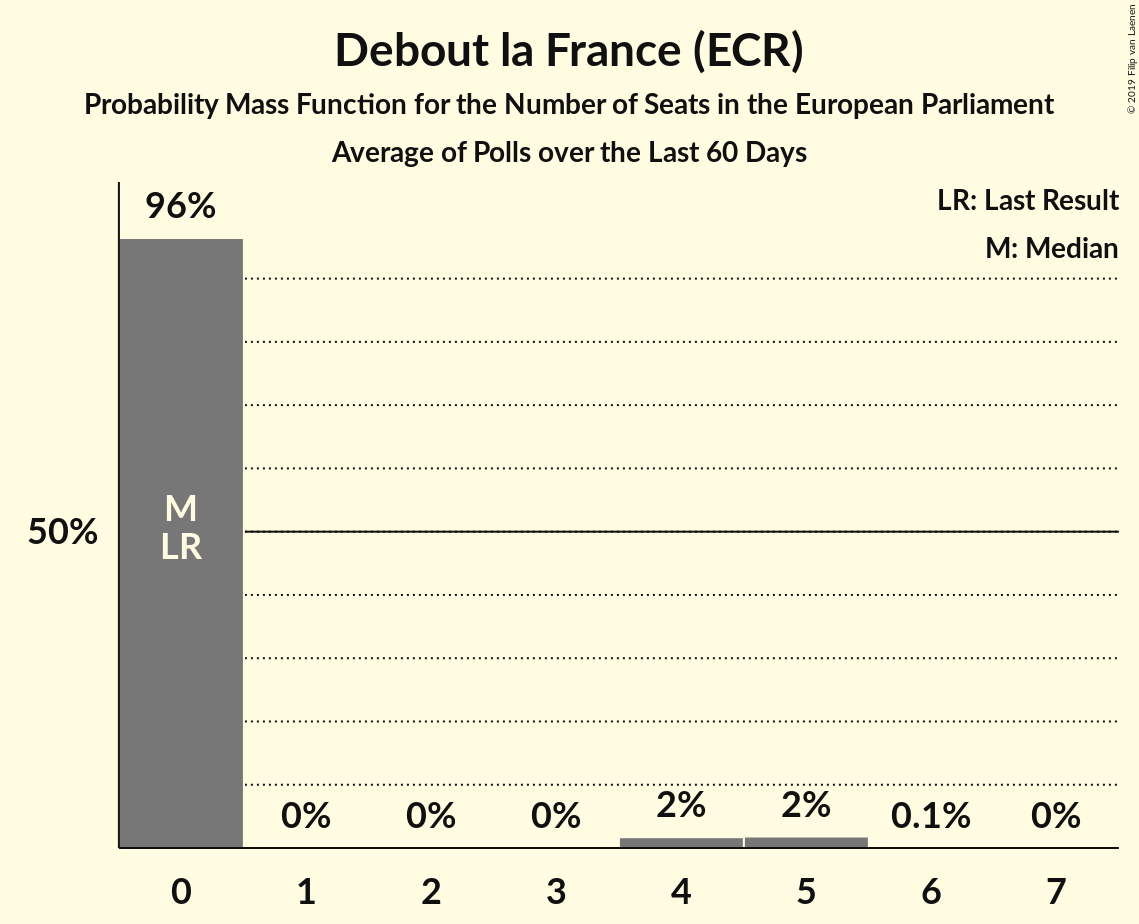 Debout la France (ECR)
Probability Mass Function for the Number of Seats in the European Parliament
Average of Polls over the Last 60 Days
© 2019 Filip van Laenen
LR: Last Result
M: Median
96%
50%
M
LR
0% 0% 0% 2% 2% 0.1% 0%
0 1 2 3 4 5 6 7